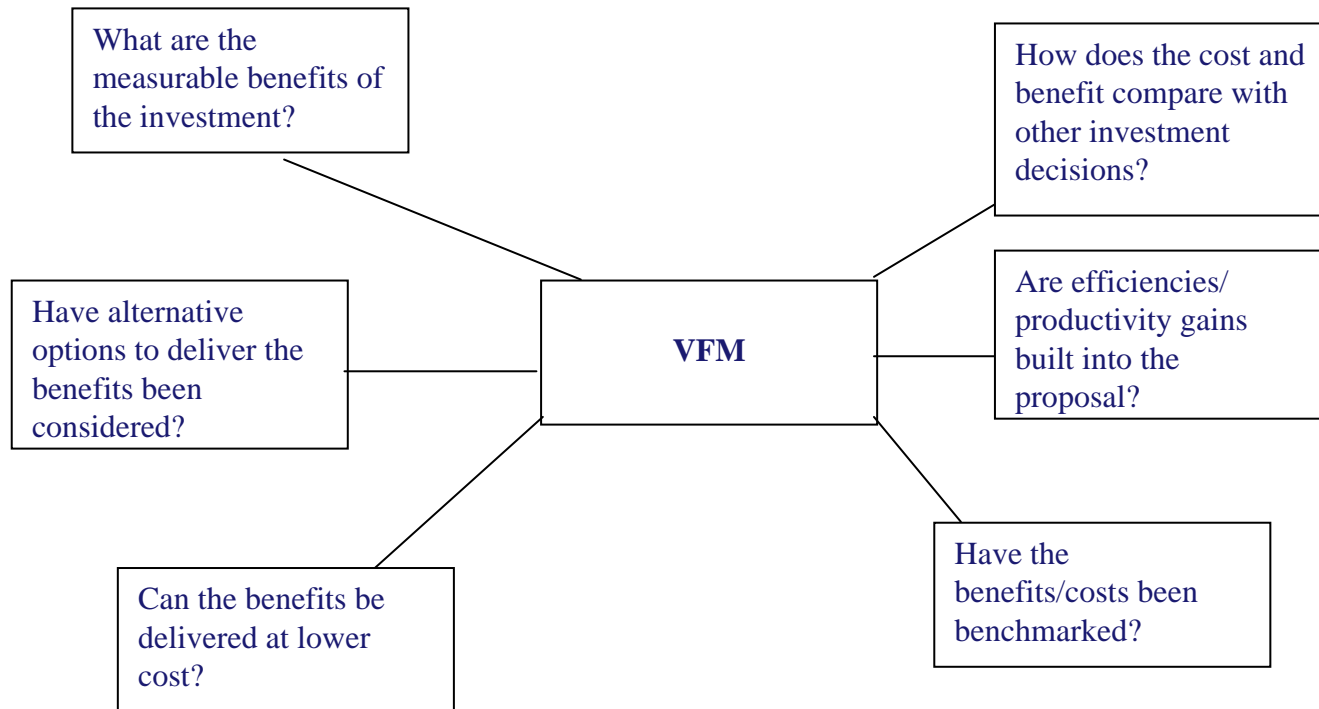 What are the
measurable benefits of
the investment?
How does the cost and
benefit compare with
other investment
decisions?
Have alternative
options to deliver the
benefits been
considered?
VFM
Are efficiencies/
productivity gains
built into the
proposal?
Can the benefits be
delivered at lower
cost?
Have the
benefits/costs been
benchmarked?